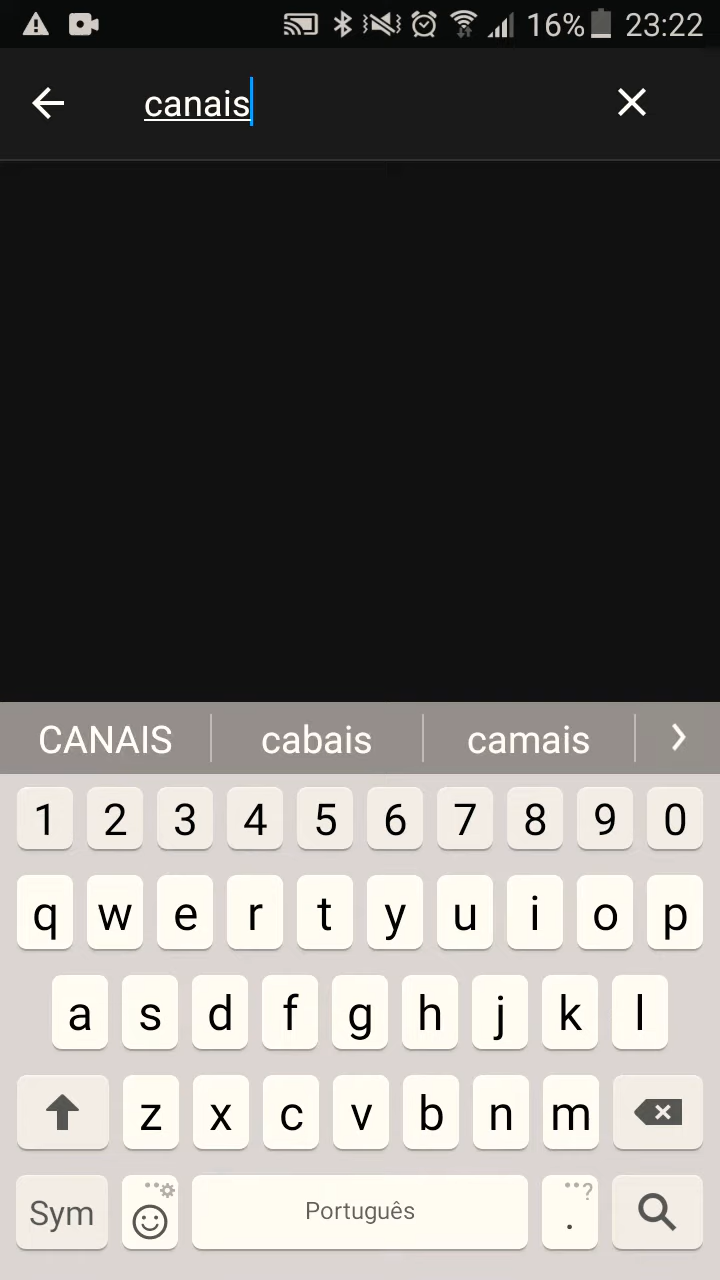 16% 23:22
canais
CANAIS cabais camais
1 2 3 4 5 6 7 8 9 0
q w e r t y u i o p
a s d f g h j k l
z x c v b n m
Sym Português . ?